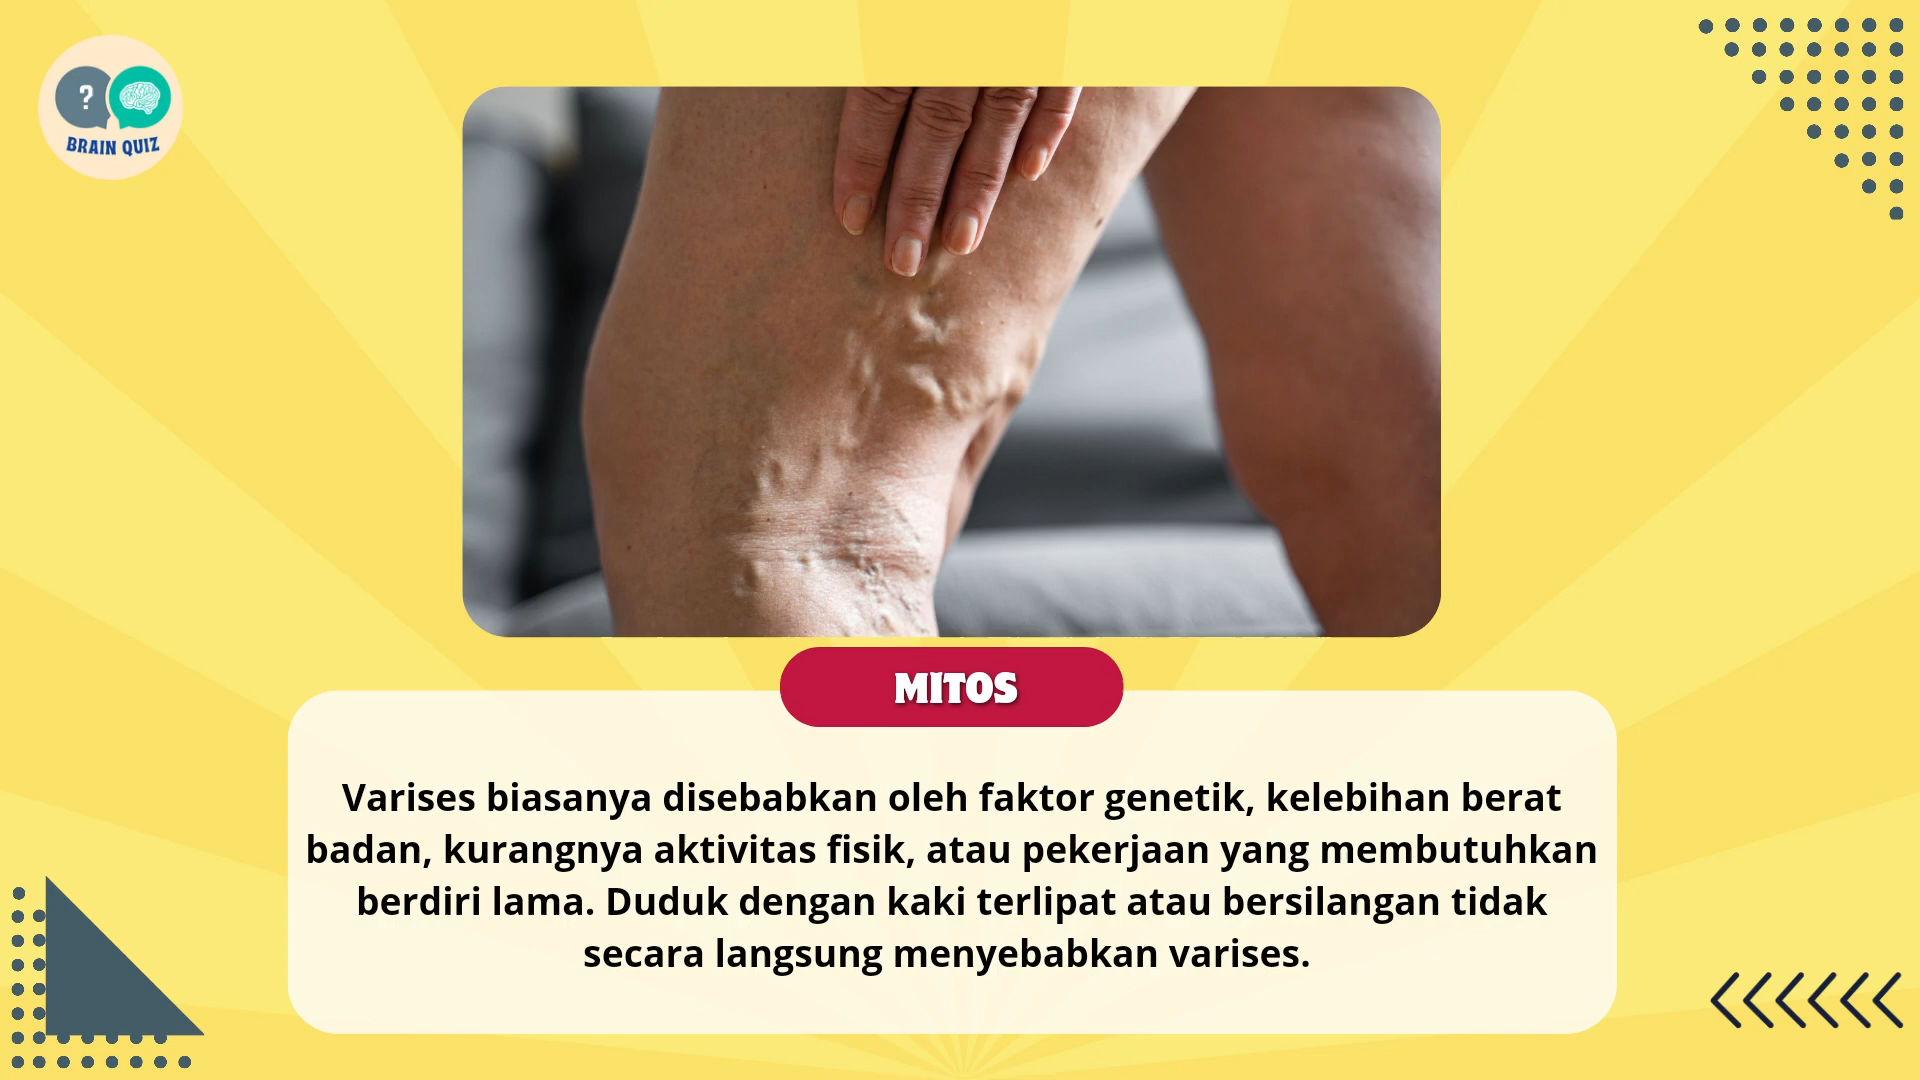 ?
BRAIN QUIZ
MITOS
Varises biasanya disebabkan oleh faktor genetik, kelebihan berat
badan, kurangnya aktivitas fisik, atau pekerjaan yang membutuhkan
berdiri lama. Duduk dengan kaki terlipat atau bersilangan tidak
secara langsung menyebabkan varises.